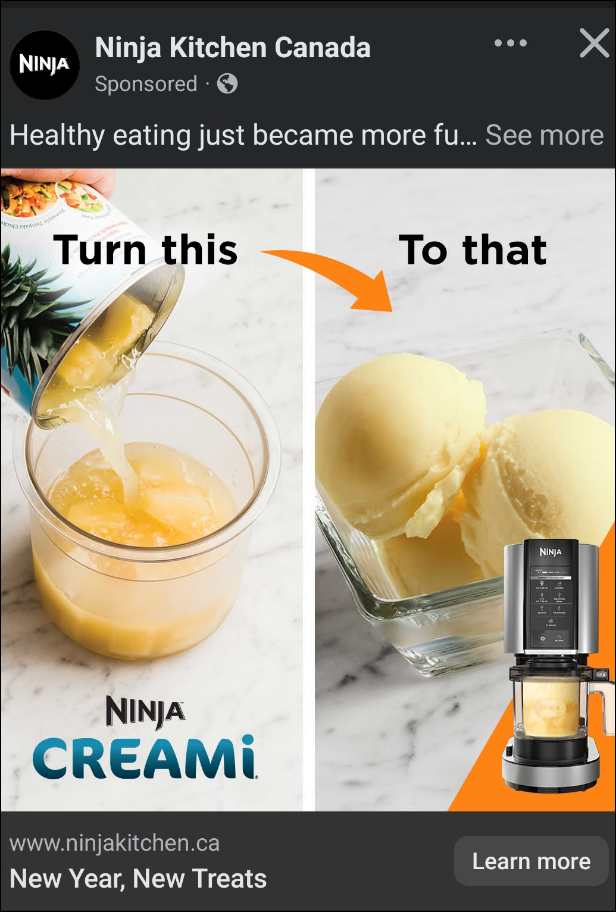 NINJA
Ninja Kitchen Canada
Sponsored ·
Healthy eating just became more fu... See more
Turn this
To that
NINJA
NINJA
CREAMi
www.ninjakitchen.ca
New Year, New Treats
Learn more